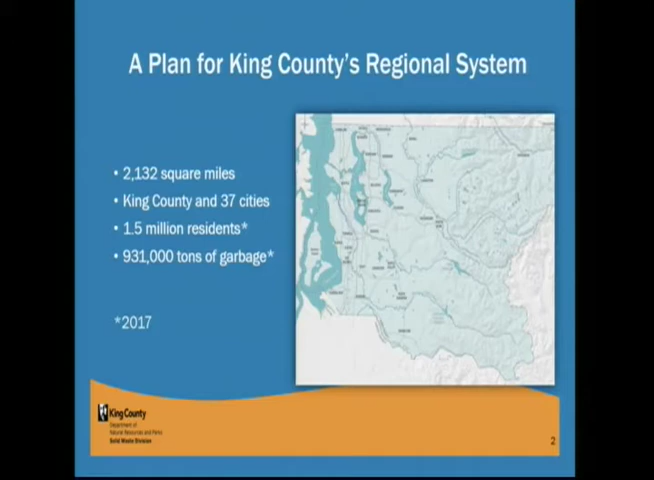 A Plan for King County's Regional System
• 2,132 square miles
• King County and 37 cities
• 1.5 million residents*
• 931,000 tons of garbage*
*2017
King County
Department of
Natural Resources and Parks
Solid Waste Division
2